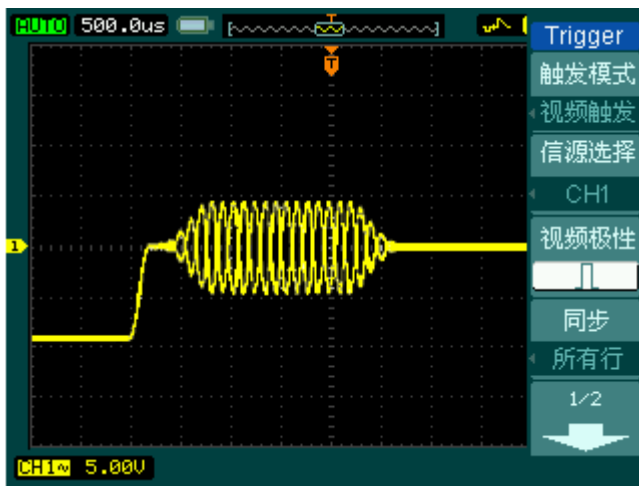 AUTO 500.0us
T
T
1
CH1~ 5.00V
Trigger
触发模式
视频触发
信源选择
CH1
视频极性
同步
所有行
1/2